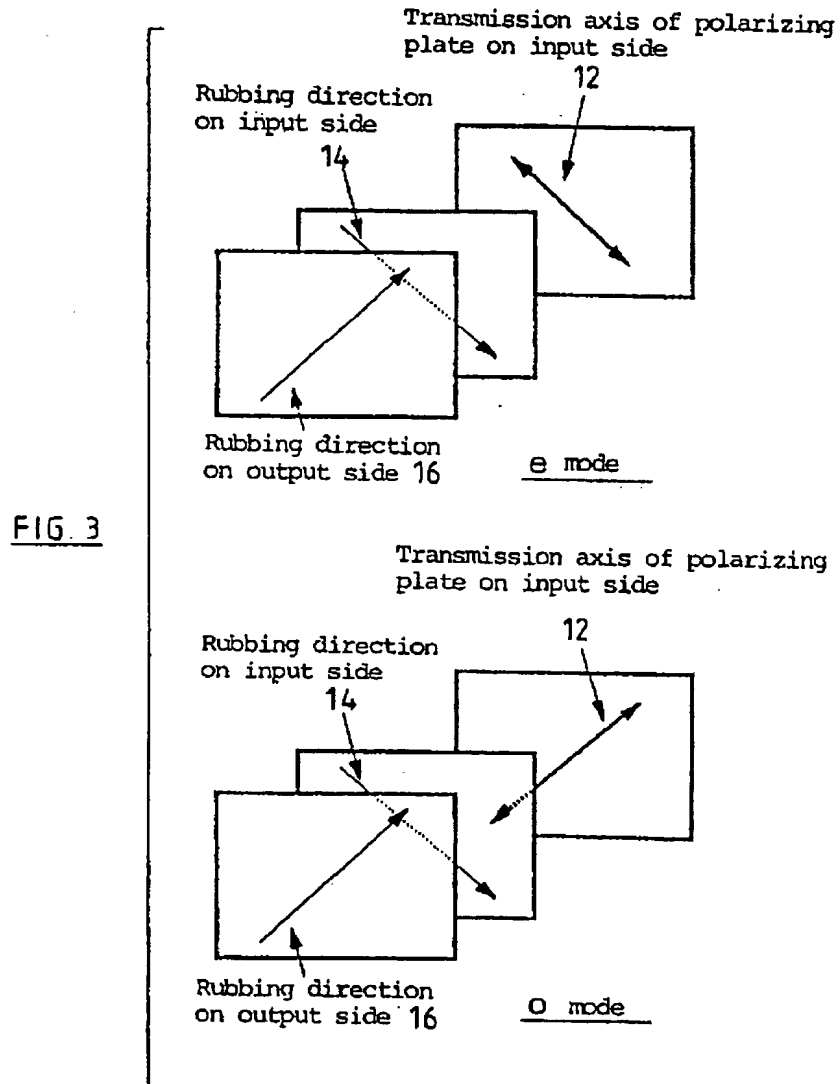 Transmission axis of polarizing
plate on input side
12
Rubbing direction
on input side
14
Rubbing direction
on output side 16
e mode
FIG. 3
Transmission axis of polarizing
plate on input side
12
Rubbing direction
on input side
14
Rubbing direction
on output side 16
O mode